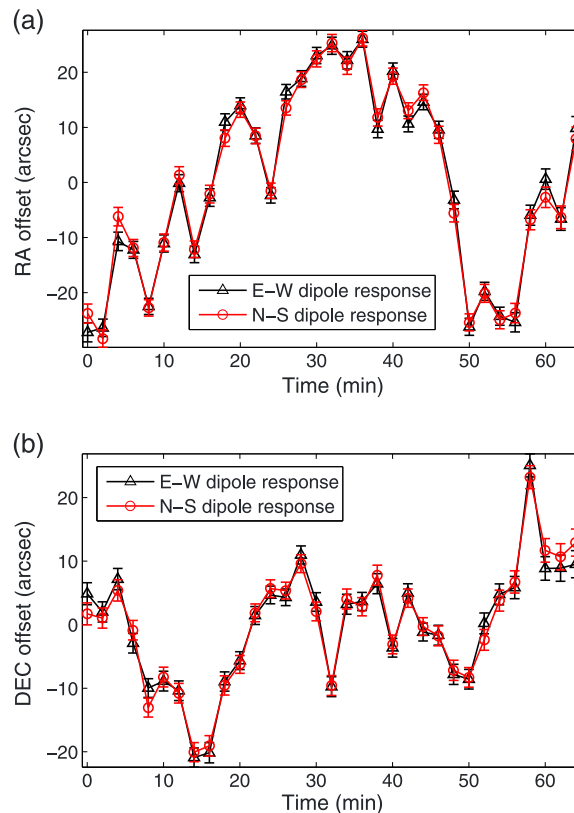 (a)
20
10
0
−10
−20
RA offset (arcsec)
E−W dipole response
N−S dipole response
0
10
20
30
40
50
60
Time (min)
(b)
20
10
0
−10
−20
DEC offset (arcsec)
E−W dipole response
N−S dipole response
0
10
20
30
40
50
60
Time (min)